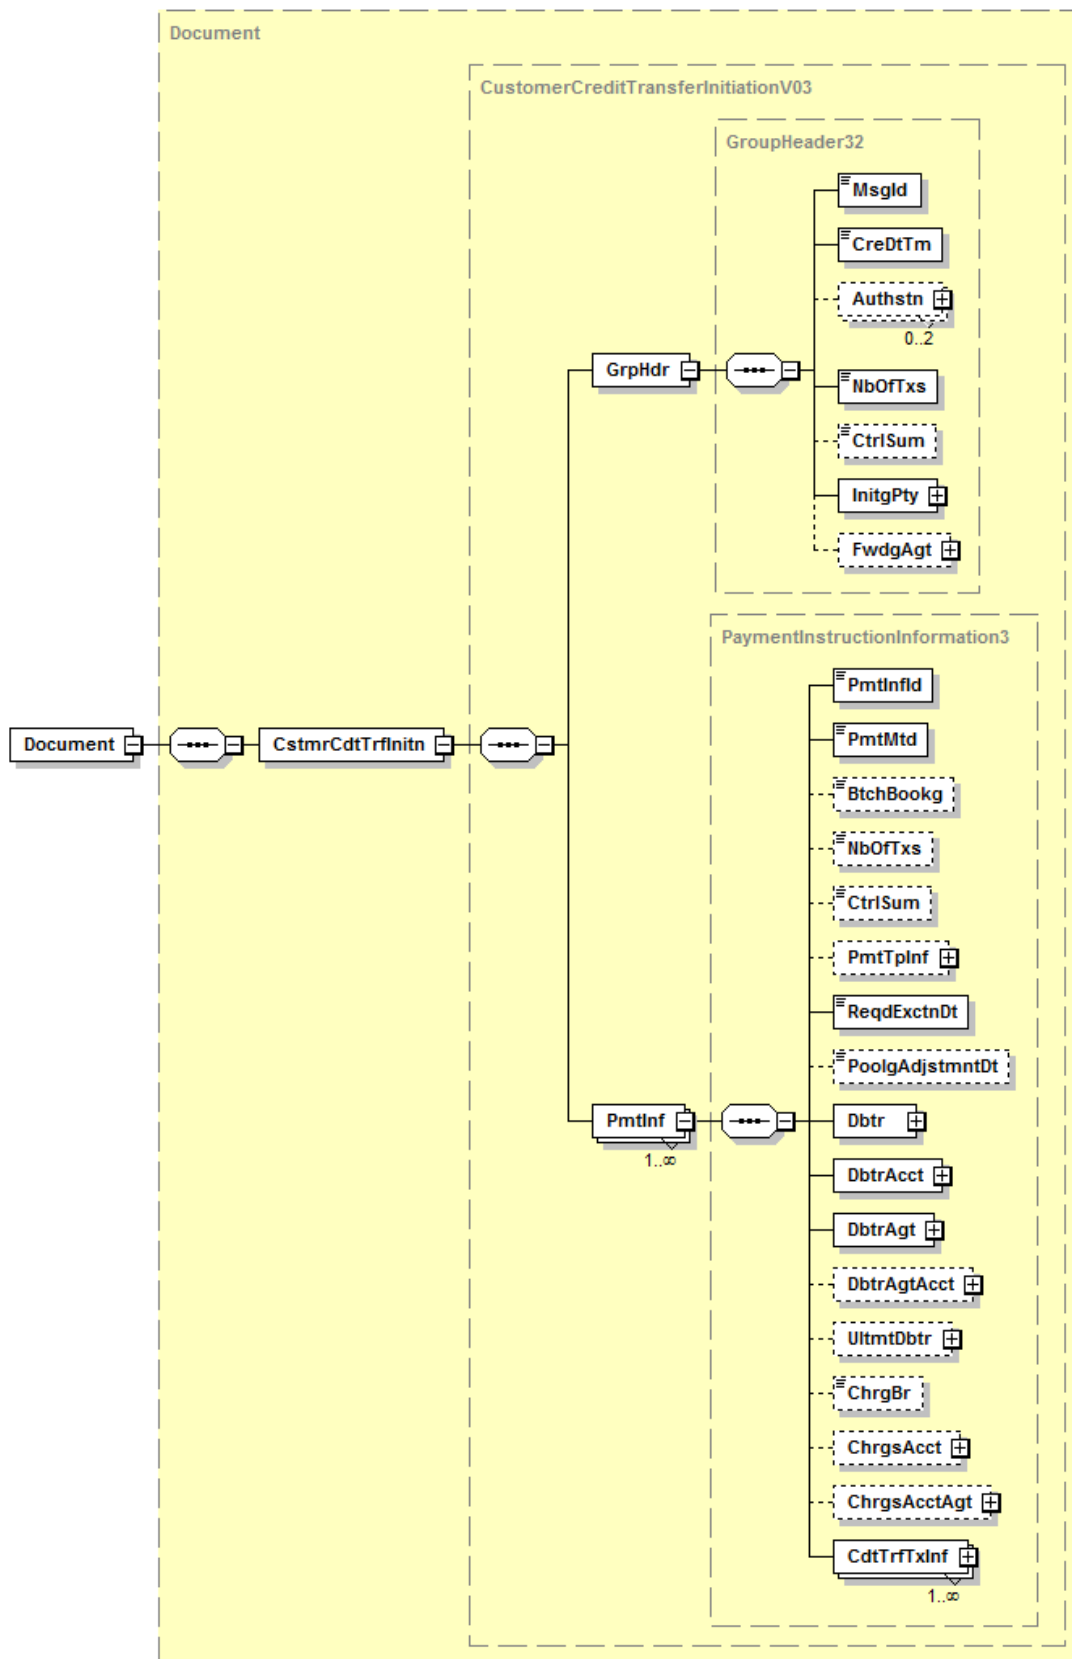 Document
CustomerCreditTransferInitiationV03
GroupHeader32
MsgId
CreDtTm
Authstn
0..2
GrpHdr
NbOfTxs
CtrlSum
InitgPty
FwdgAgt
PaymentInstructionInformation3
PmtInfId
PmtMtd
Document
CstmrCdtTrfInitn
BtchBookg
NbOfTxs
CtrlSum
PmtTpInf
ReqdExctnDt
PoolgAdjstmntDt
PmtInf
1..∞
Dbtr
DbtrAcct
DbtrAgt
DbtrAgtAcct
UltmtDbtr
ChrgBr
ChrgsAcct
ChrgsAcctAgt
CdtTrfTxInf
1..∞